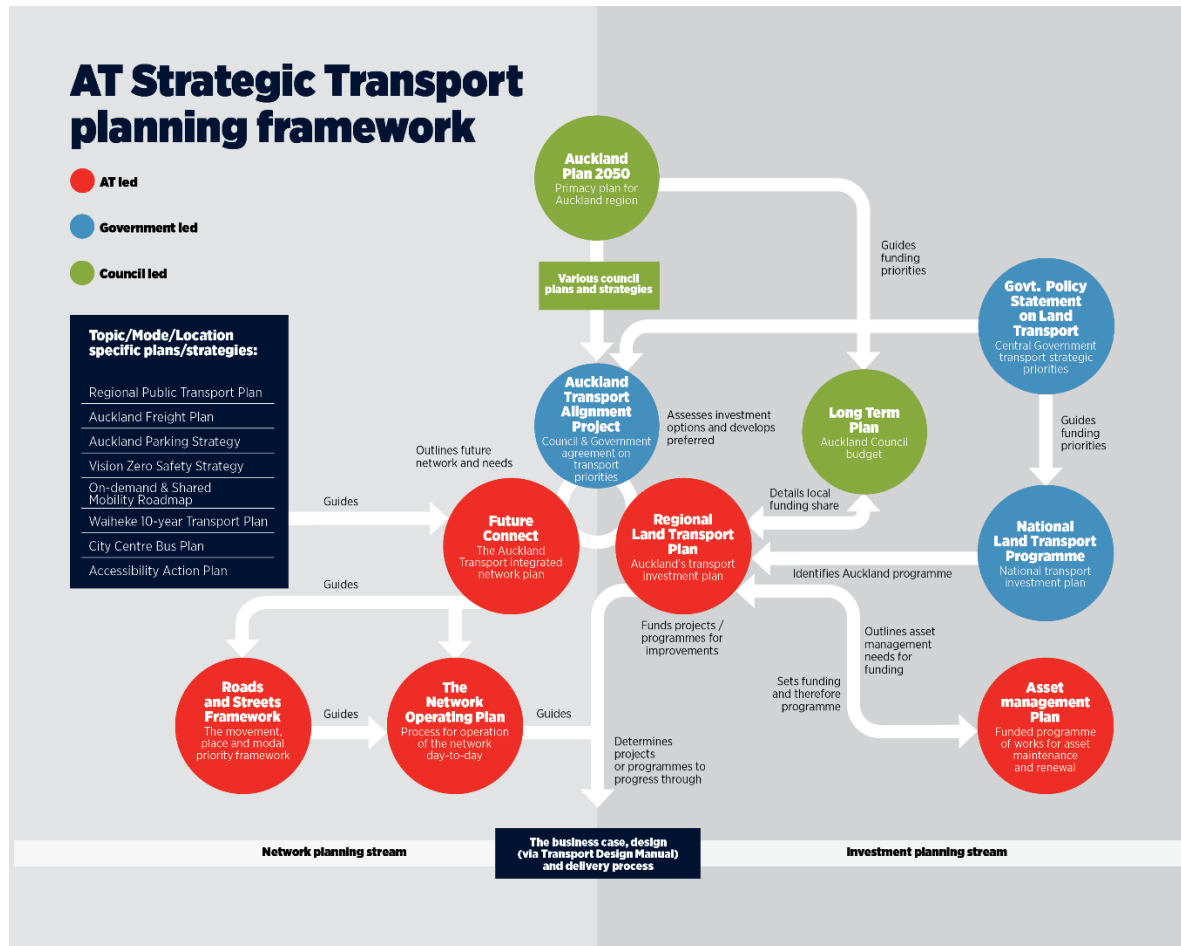 AT Strategic Transport
planning framework
AT led
Government led
Council led
Topic/Mode/Location
specific plans/strategies:
Regional Public Transport Plan
Auckland Freight Plan
Auckland Parking Strategy
Vision Zero Safety Strategy
On-demand & Shared
Mobility Roadmap
Waiheke 10-year Transport Plan
City Centre Bus Plan
Accessibility Action Plan
Auckland
Plan 2050
Primacy plan for
Auckland region
Various council
plans and strategies
Guides
funding
priorities
Govt. Policy
Statement
on Land
Transport
Central Government
transport strategic
priorities
Auckland
Transport
Alignment
Project
Council & Government
agreement on
transport
priorities
Assesses investment
options and develops
preferred
Long Term
Plan
Auckland Council
budget
Guides
funding
priorities
Outlines future
network and needs
Guides
Future
Connect
The Auckland
Transport integrated
network plan
Regional
Land Transport
Plan
Auckland's transport
investment plan
Details local
funding share
National
Land Transport
Programme
National transport
investment plan
Identifies Auckland programme
Guides
Funds projects /
programmes for
improvements
Outlines asset
management
needs for
funding
Sets funding
and therefore
programme
Roads
and Streets
Framework
The movement,
place and modal
priority framework
Guides
The
Network
Operating Plan
Process for operation
of the network
day-to-day
Guides
Determines
projects
or programmes to
progress through
Asset
management
Plan
Funded programme
of works for asset
maintenance
and renewal
Network planning stream
The business case, design
(via Transport Design Manual)
and delivery process
Investment planning stream